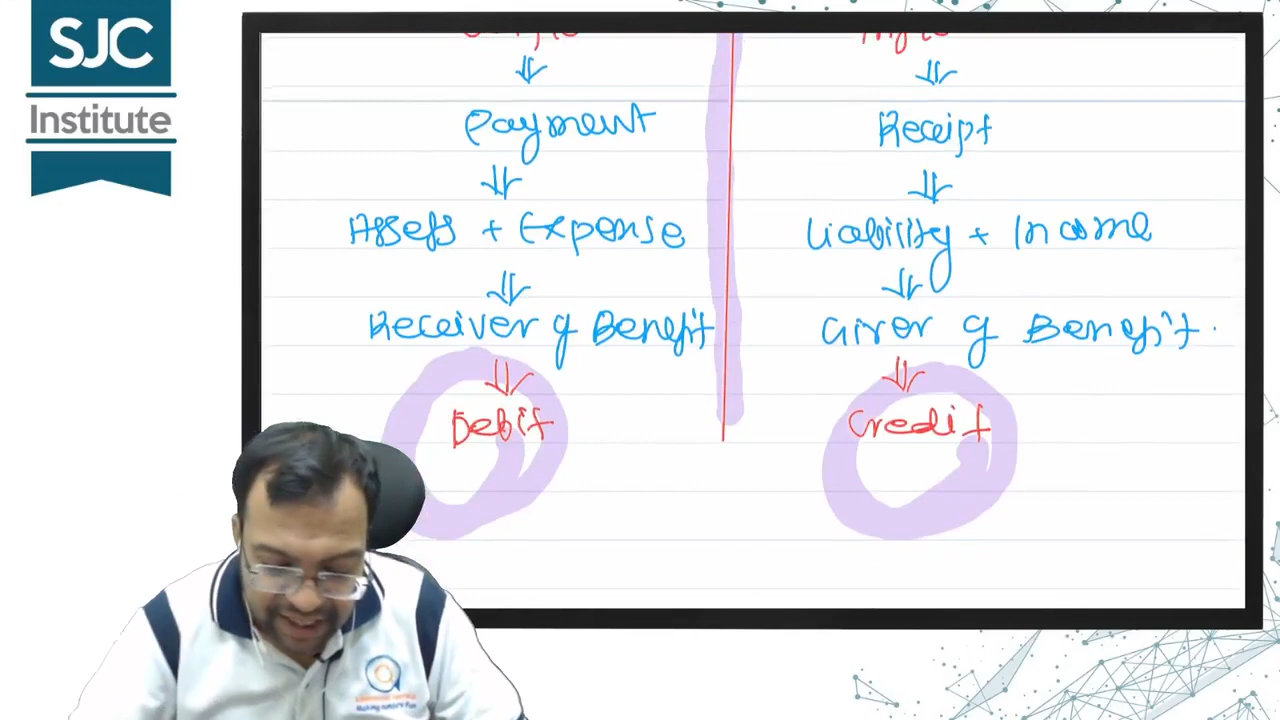 SJC
Institute
Payment
Receipt
Assets + Expense
Liability + Income
Receiver of Benefit
Giver of Benefit.
Debit
Credit